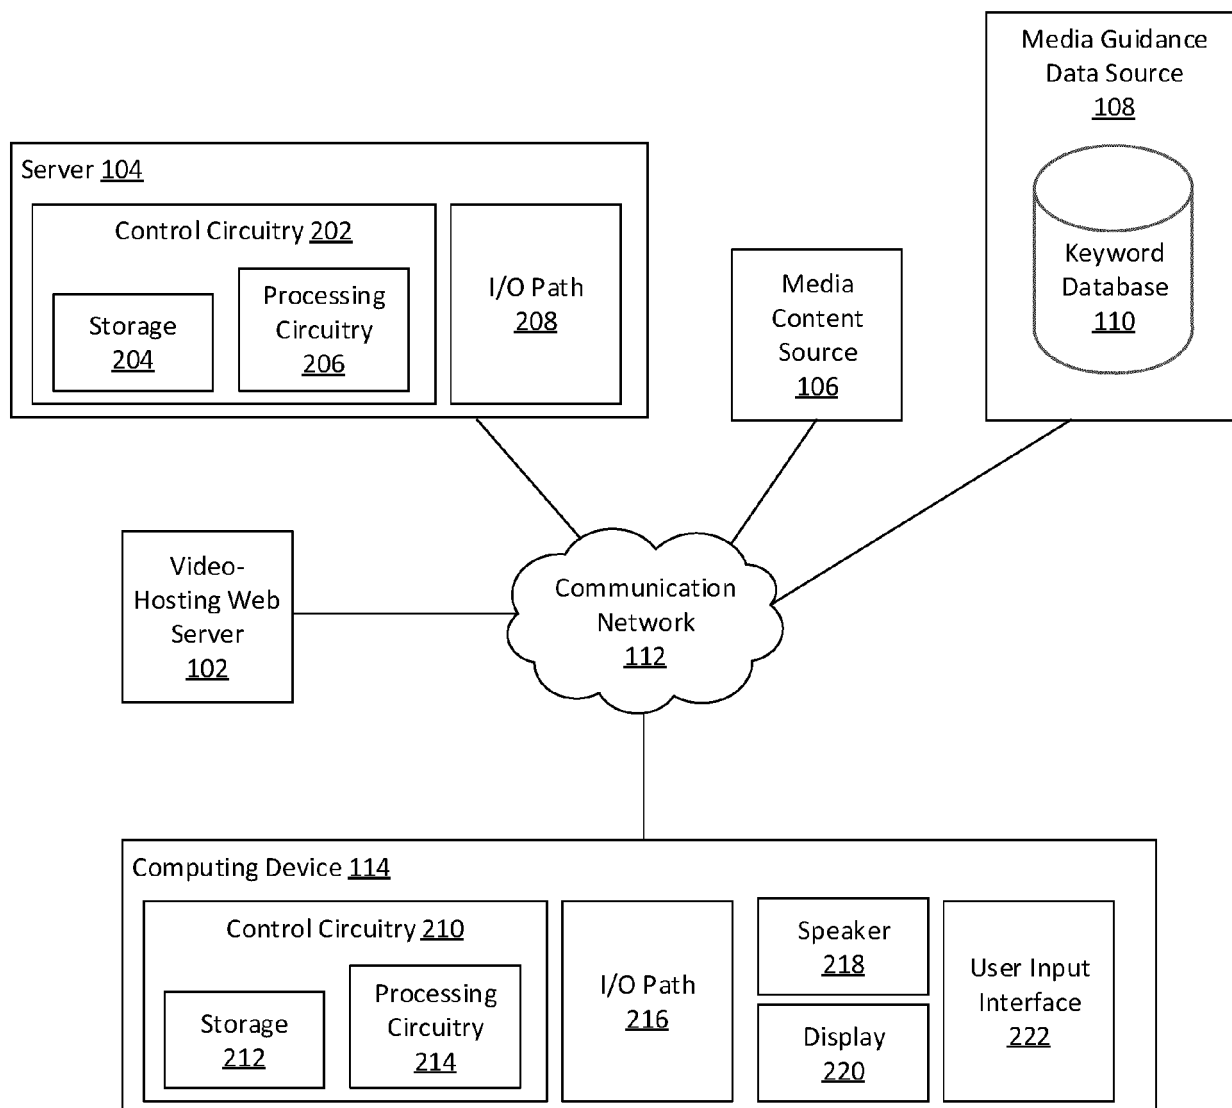 Media Guidance
Data Source
108
Keyword
Database
110
Server 104
Control Circuitry 202
Storage
204
Processing
Circuitry
206
I/O Path
208
Media
Content
Source
106
Video-
Hosting Web
Server
102
Communication
Network
112
Computing Device 114
Control Circuitry 210
Storage
212
Processing
Circuitry
214
I/O Path
216
Speaker
218
Display
220
User Input
Interface
222